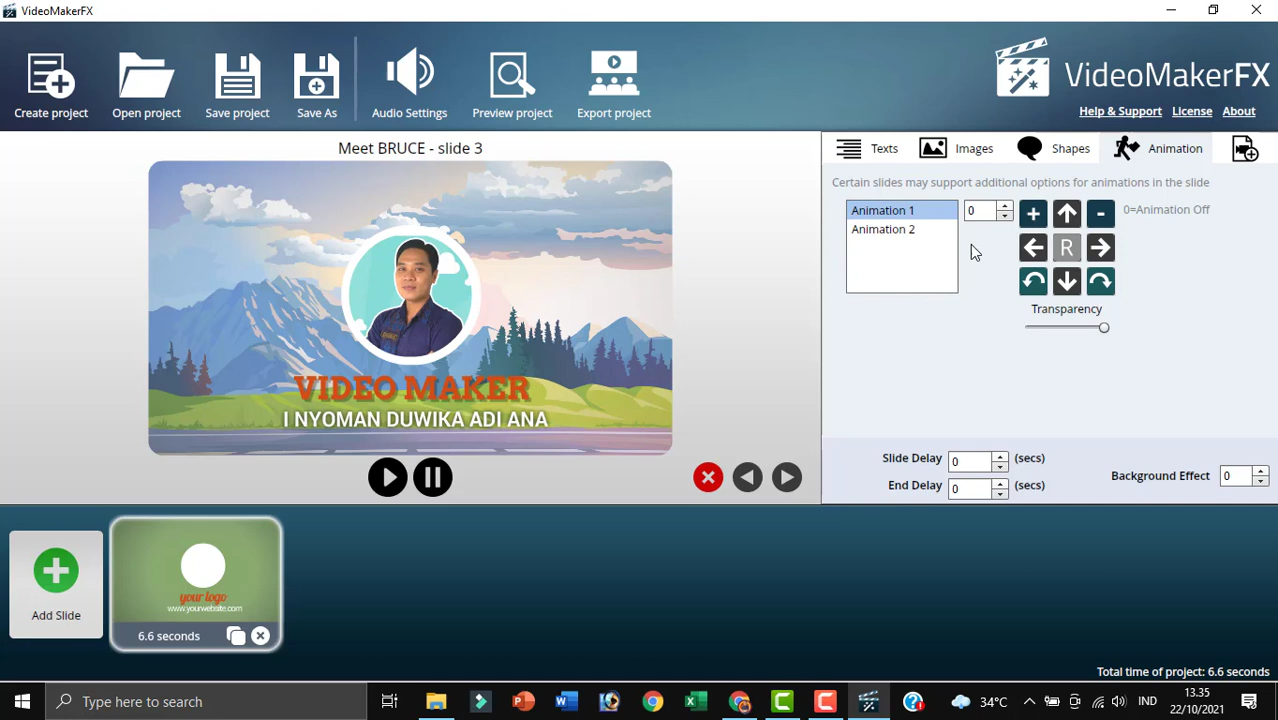 VideoMakerFX
Create project
Open project
Save project
Save As
Audio Settings
Preview project
Export project
VideoMakerFX
Help & Support
License
About
Meet BRUCE - slide 3
VIDEO MAKER
I NYOMAN DUWIKA ADI ANA
Texts
Images
Shapes
Animation
Certain slides may support additional options for animations in the slide
Animation 1
Animation 2
0
+
-
R
0=Animation Off
Transparency
Slide Delay 0 (secs)
End Delay 0 (secs)
Background Effect 0
Add Slide
your logo
www.yourwebsite.com
6.6 seconds
Total time of project: 6.6 seconds
Type here to search
34°C
IND
13.35
22/10/2021